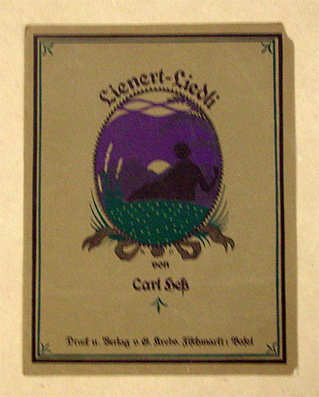 Lienert-Liedli
von
Carl Heß
Druck u. Verlag v. G. Krebs, Fischmarkt 1 Basel